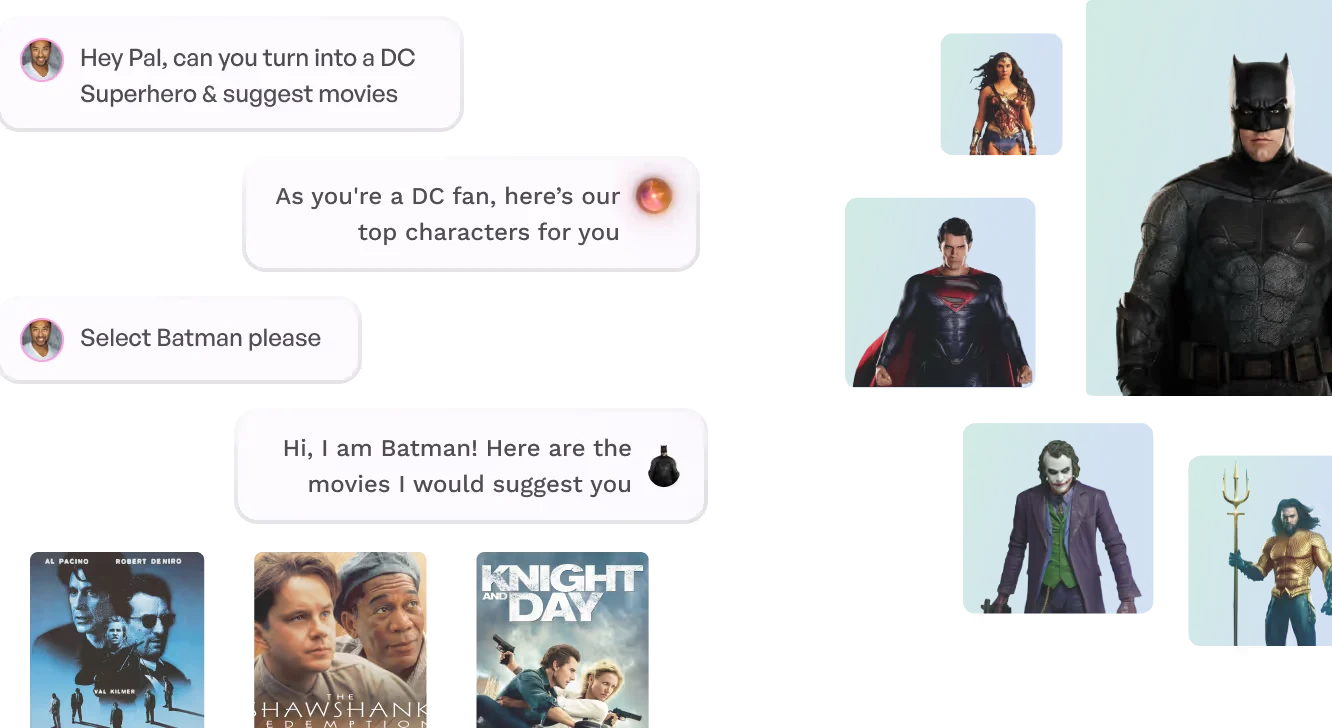 Hey Pal, can you turn into a DC
Superhero & suggest movies
As you're a DC fan, here’s our
top characters for you
Select Batman please
Hi, I am Batman! Here are the
movies I would suggest you
AL PACINO ROBERT DE NIRO
VAL KILMER
THE
SHAWSHANK
REDEMPTION
KNIGHT
AND DAY